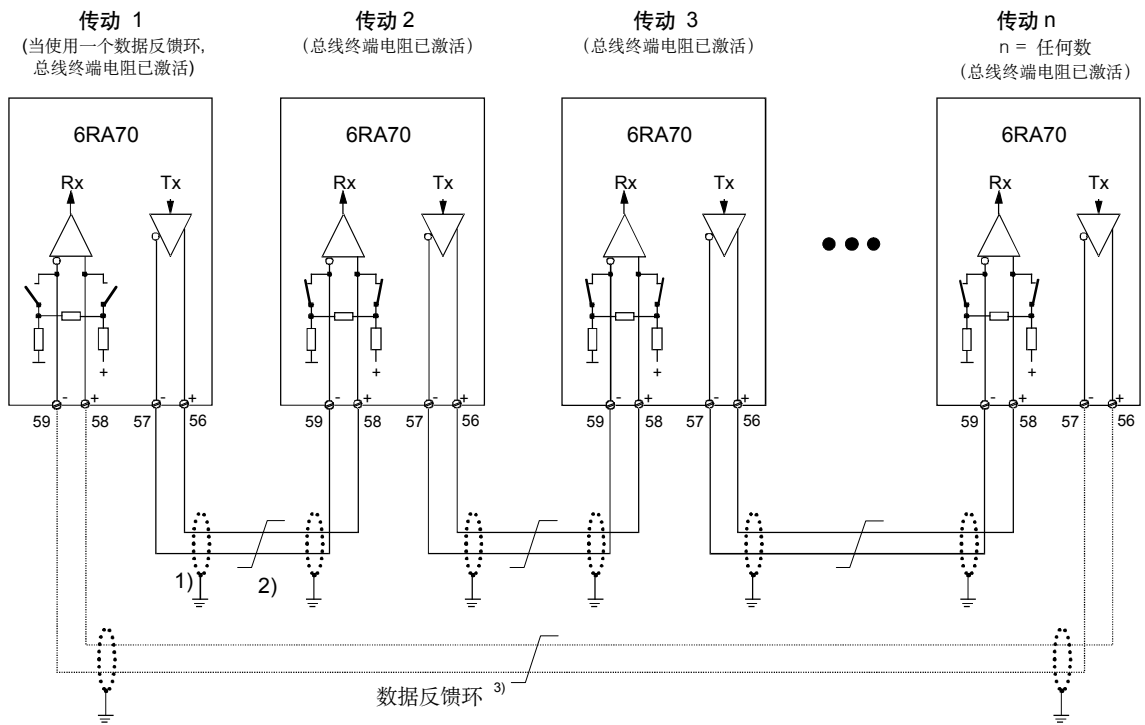 传动 1
(当使用一个数据反馈环,
总线终端电阻已激活)
传动 2
(总线终端电阻已激活)
传动 3
(总线终端电阻已激活)
传动 n
n = 任何数
(总线终端电阻已激活)
6RA70
6RA70
6RA70
6RA70
Rx Tx
Rx Tx
Rx Tx
Rx Tx
+
+
+
+
- + - +
- + - +
- + - +
- + - +
59 58 57 56
59 58 57 56
59 58 57 56
59 58 57 56
1) 2)
数据反馈环 3)